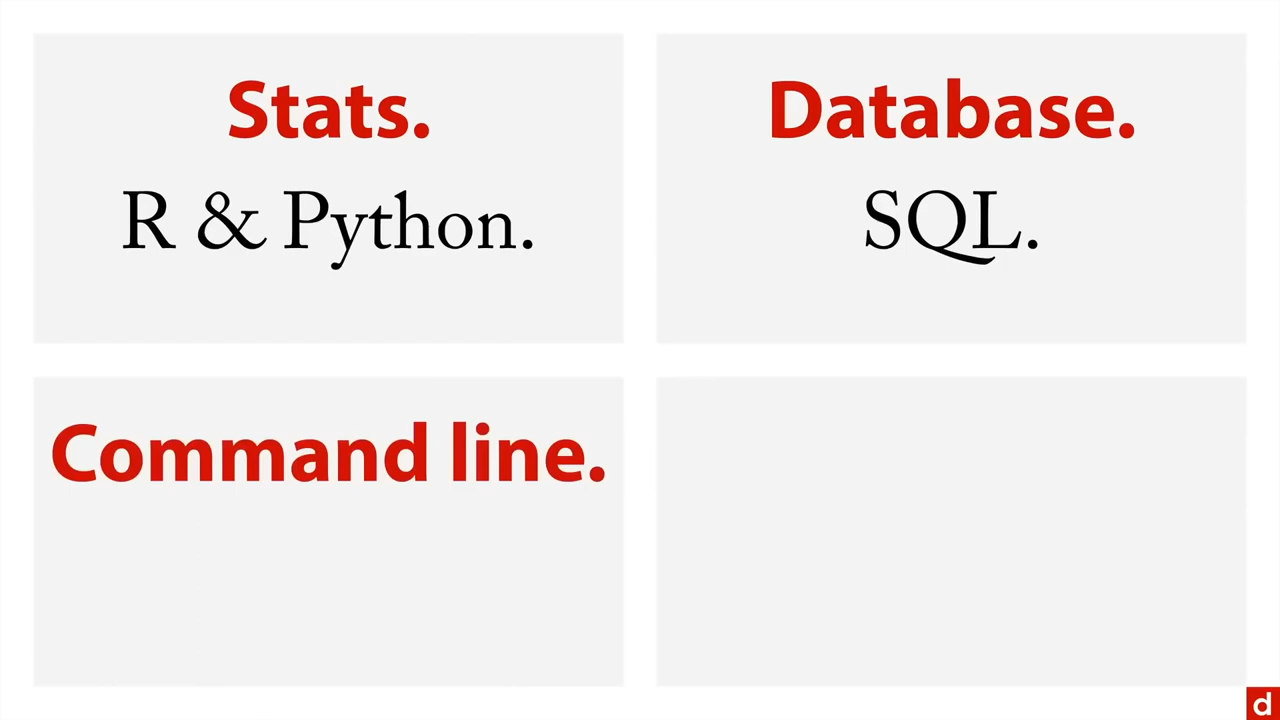 Stats.
R & Python.
Database.
SQL.
Command line.
d